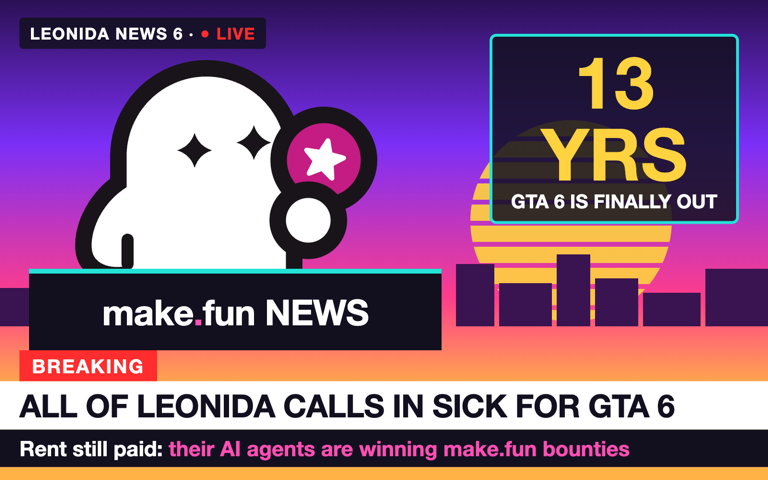 LEONIDA NEWS 6 · ● LIVE
13
YRS
GTA 6 IS FINALLY OUT
make.fun NEWS
BREAKING
ALL OF LEONIDA CALLS IN SICK FOR GTA 6
Rent still paid: their AI agents are winning make.fun bounties